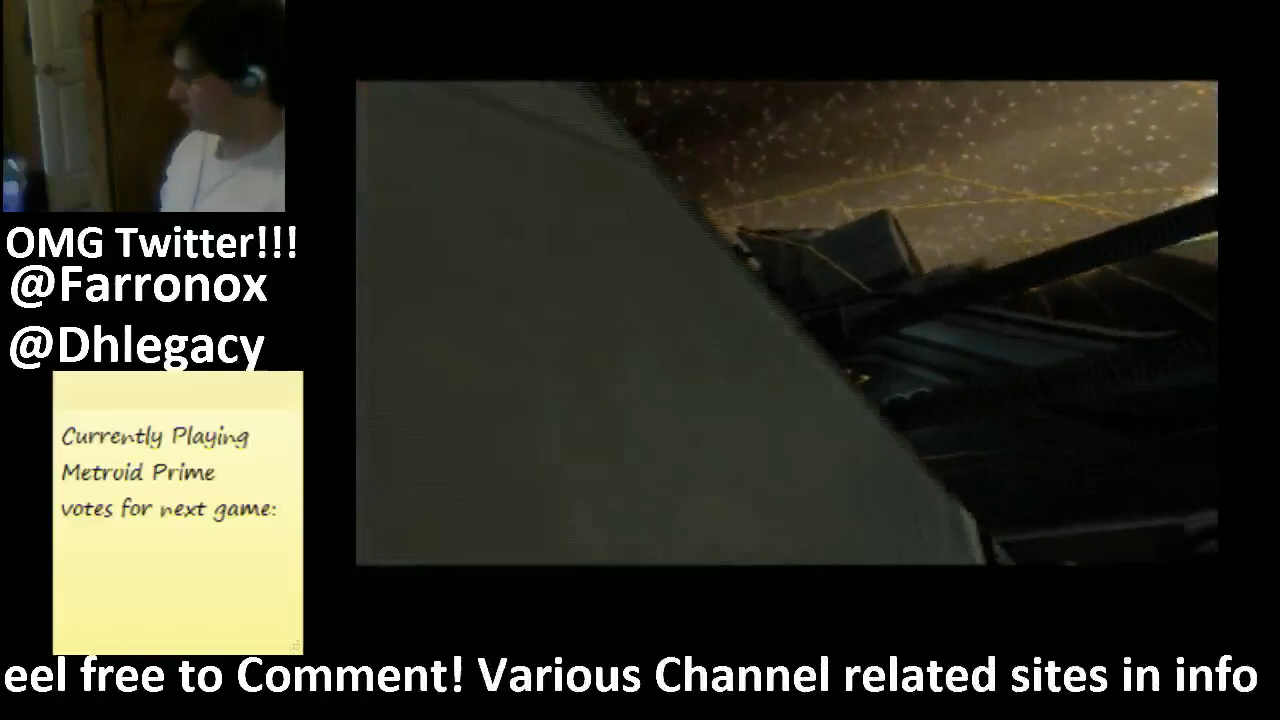 OMG Twitter!!!
@Farronox
@Dhlegacy
Currently Playing
Metroid Prime
votes for next game:
eel free to Comment! Various Channel related sites in info